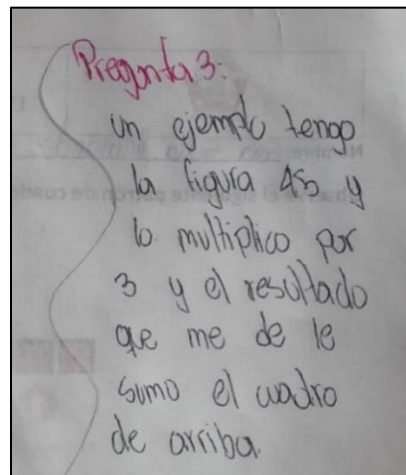 Pregunta 3:
un ejemplo tengo
la figura 45 y
lo multiplico por
3 y el resultado
que me de le
sumo el cuadro
de arriba.